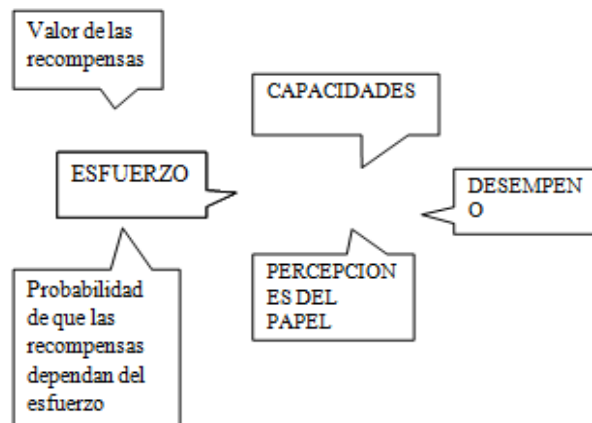 Valor de las
recompensas
CAPACIDADES
ESFUERZO
DESEMPEN
O
PERCEPCION
ES DEL
PAPEL
Probabilidad
de que las
recompensas
dependan del
esfuerzo